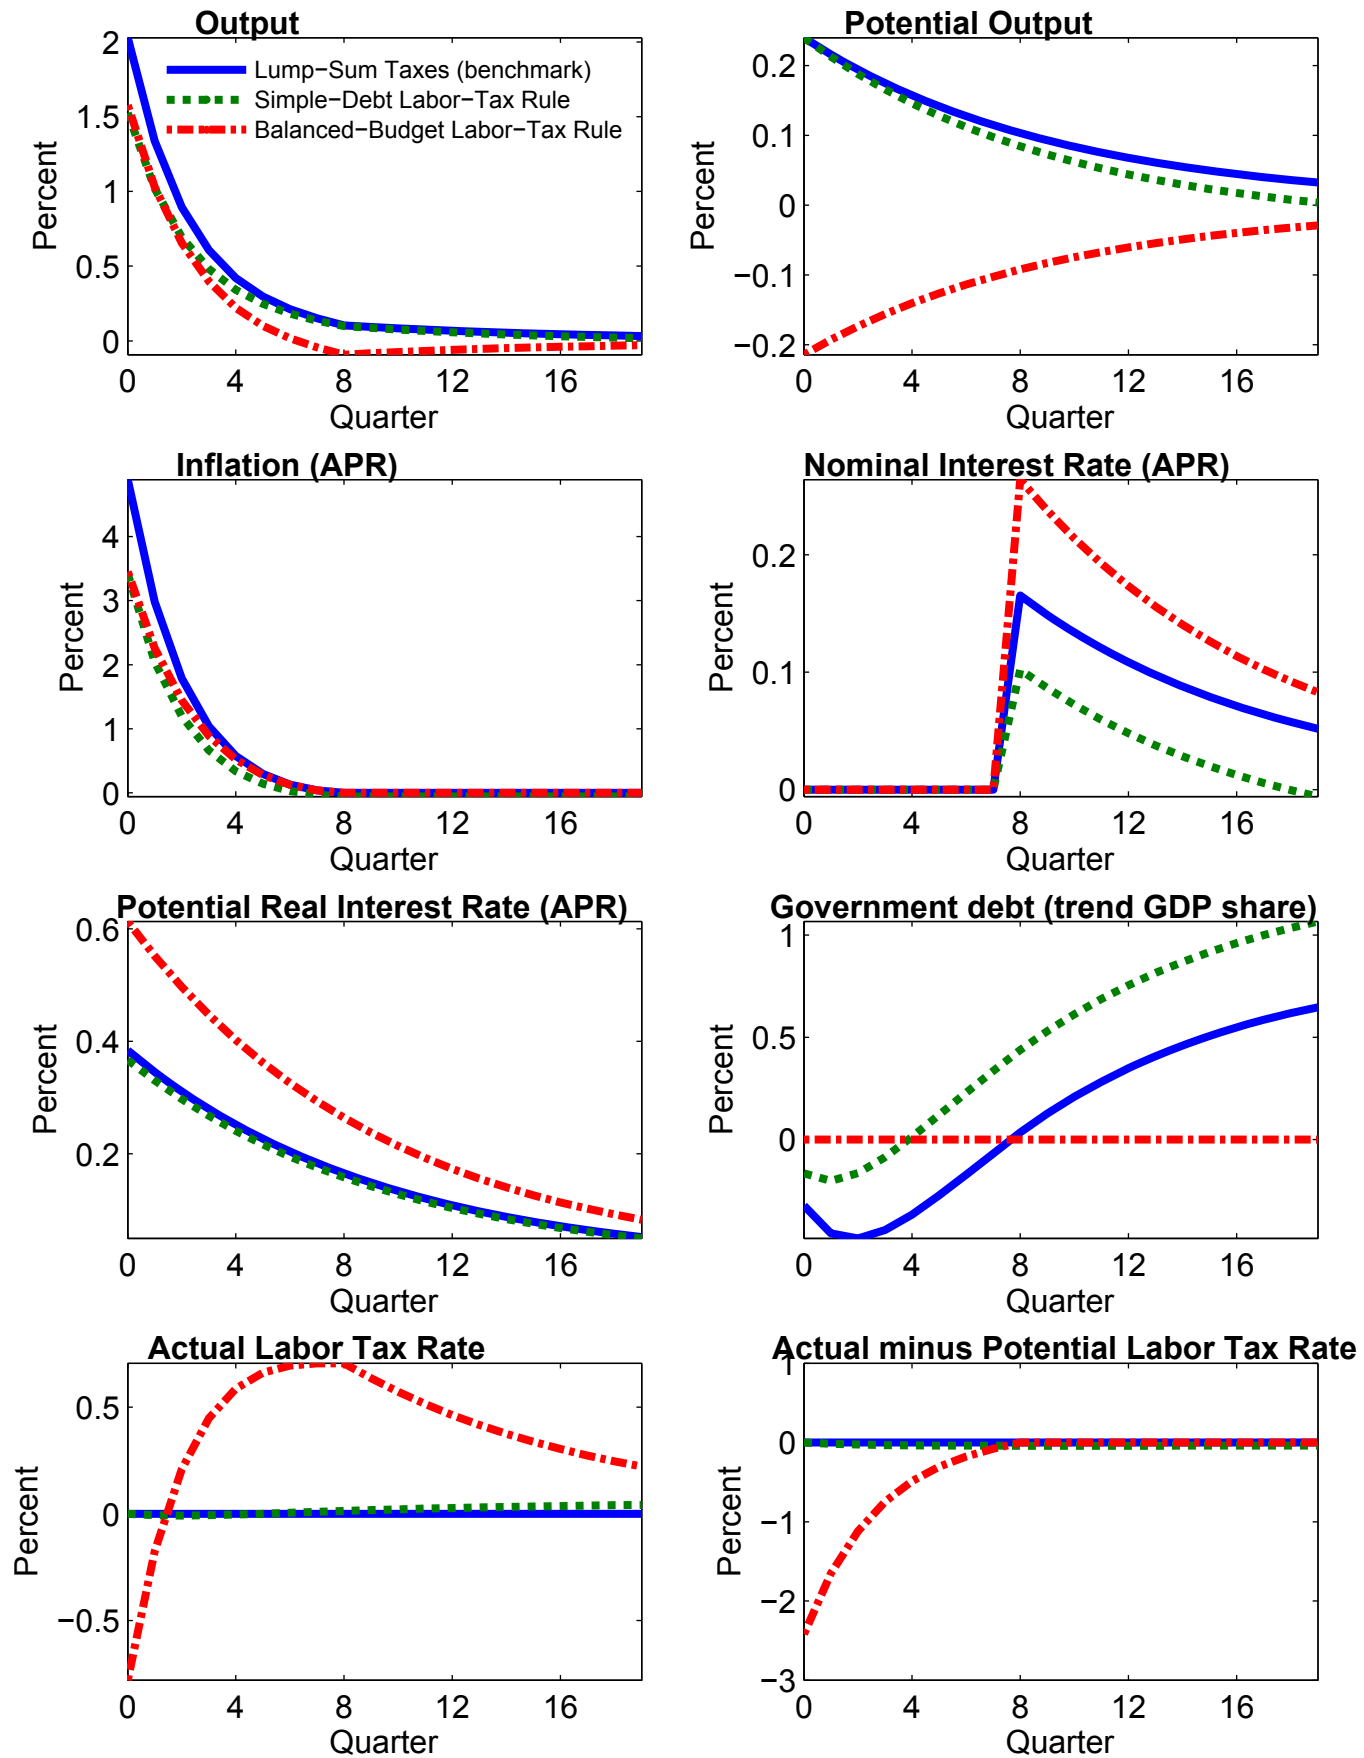 Output
Percent
2
1.5
1
0.5
0
Lump−Sum Taxes (benchmark)
Simple−Debt Labor−Tax Rule
Balanced−Budget Labor−Tax Rule
0 4 8 12 16
Quarter
Potential Output
Percent
0.2
0.1
0
−0.1
−0.2
0 4 8 12 16
Quarter
Inflation (APR)
Percent
4
3
2
1
0
0 4 8 12 16
Quarter
Nominal Interest Rate (APR)
Percent
0.2
0.1
0
0 4 8 12 16
Quarter
Potential Real Interest Rate (APR)
Percent
0.6
0.4
0.2
0 4 8 12 16
Quarter
Government debt (trend GDP share)
Percent
1
0.5
0
0 4 8 12 16
Quarter
Actual Labor Tax Rate
Percent
0.5
0
−0.5
0 4 8 12 16
Quarter
Actual minus Potential Labor Tax Rate
Percent
1
0
−1
−2
−3
0 4 8 12 16
Quarter